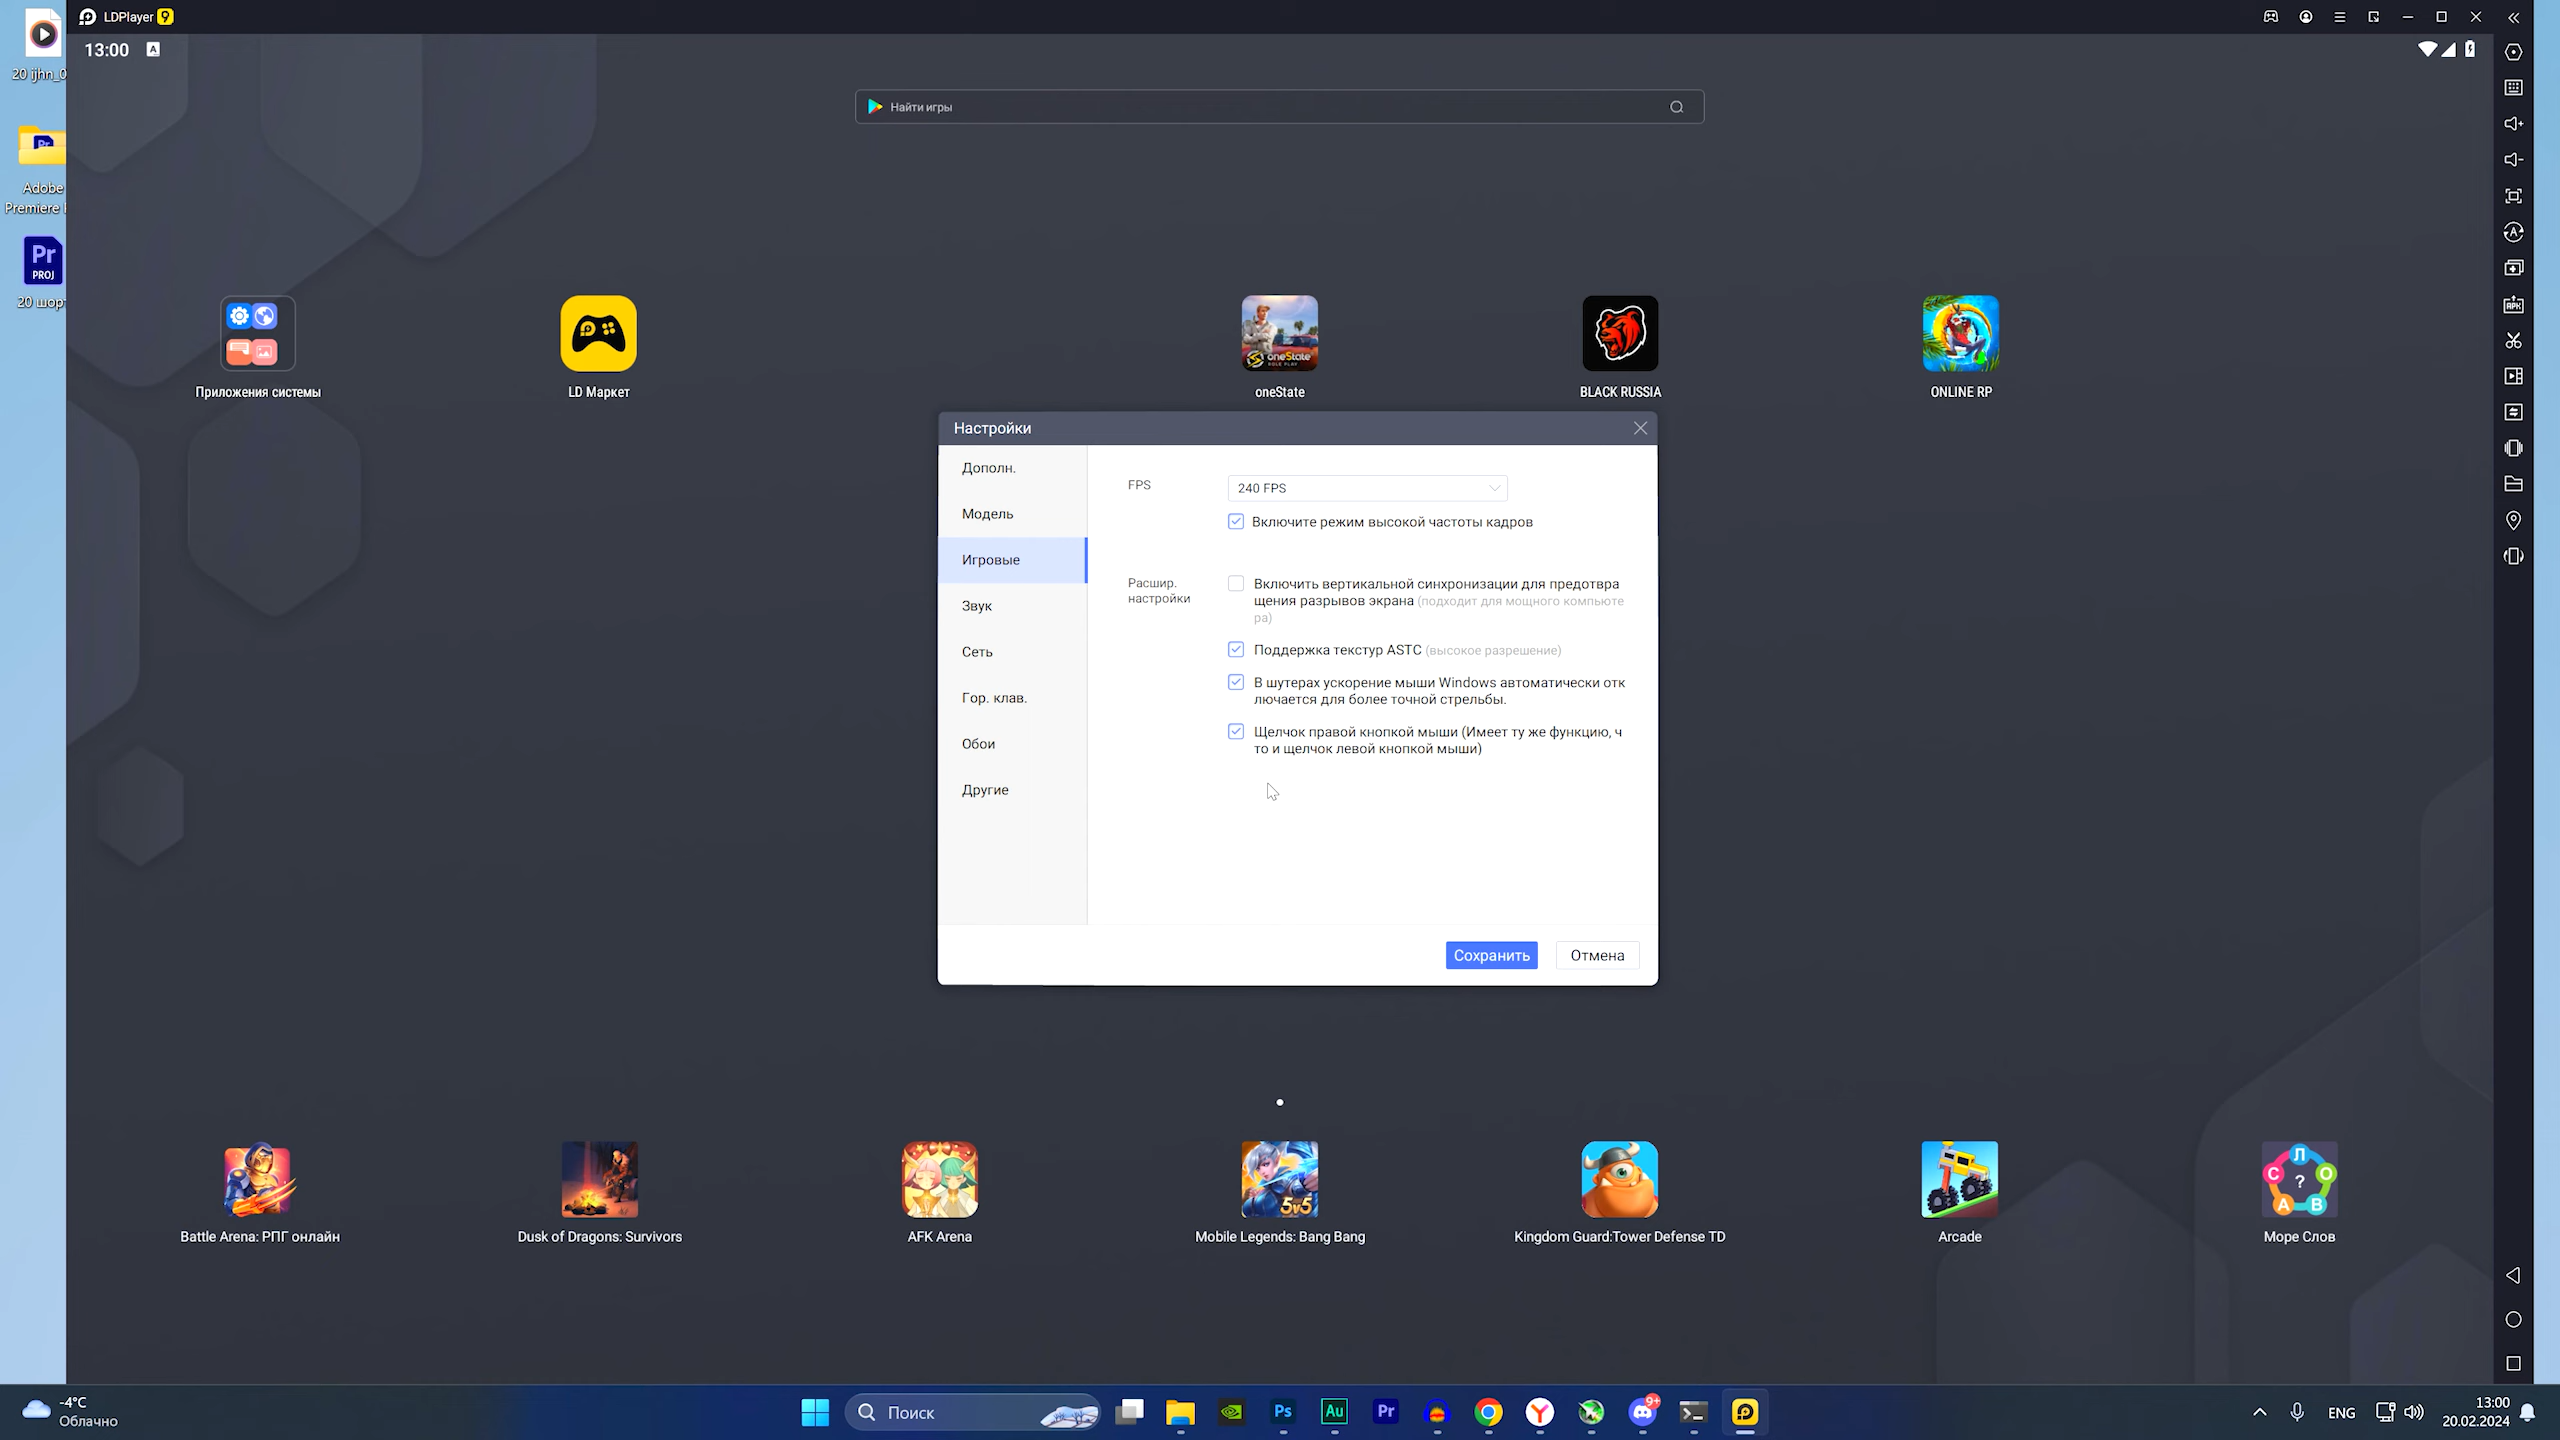 LDPlayer 9
20 ijhn_0
13:00 A
Найти игры
Adobe
Premiere
Pr
PROJ
20 шорт
Приложения системы
LD Маркет
oneState
BLACK RUSSIA
ONLINE RP
Настройки
Дополн.
Модель
Игровые
Звук
Сеть
Гор. клав.
Обои
Другие
FPS
240 FPS
Включите режим высокой частоты кадров
Расшир.
настройки
Включить вертикальной синхронизации для предотвра
щения разрывов экрана (подходит для мощного компьюте
ра)
Поддержка текстур ASTC (высокое разрешение)
В шутерах ускорение мыши Windows автоматически отк
лючается для более точной стрельбы.
Щелчок правой кнопкой мыши (Имеет ту же функцию, ч
то и щелчок левой кнопкой мыши)
Сохранить
Отмена
5v5
Л
С О
?
А В
Battle Arena: РПГ онлайн
Dusk of Dragons: Survivors
AFK Arena
Mobile Legends: Bang Bang
Kingdom Guard:Tower Defense TD
Arcade
Море Слов
-4°C
Облачно
Поиск
Ps
Au
Pr
9+
ENG
13:00
20.02.2024